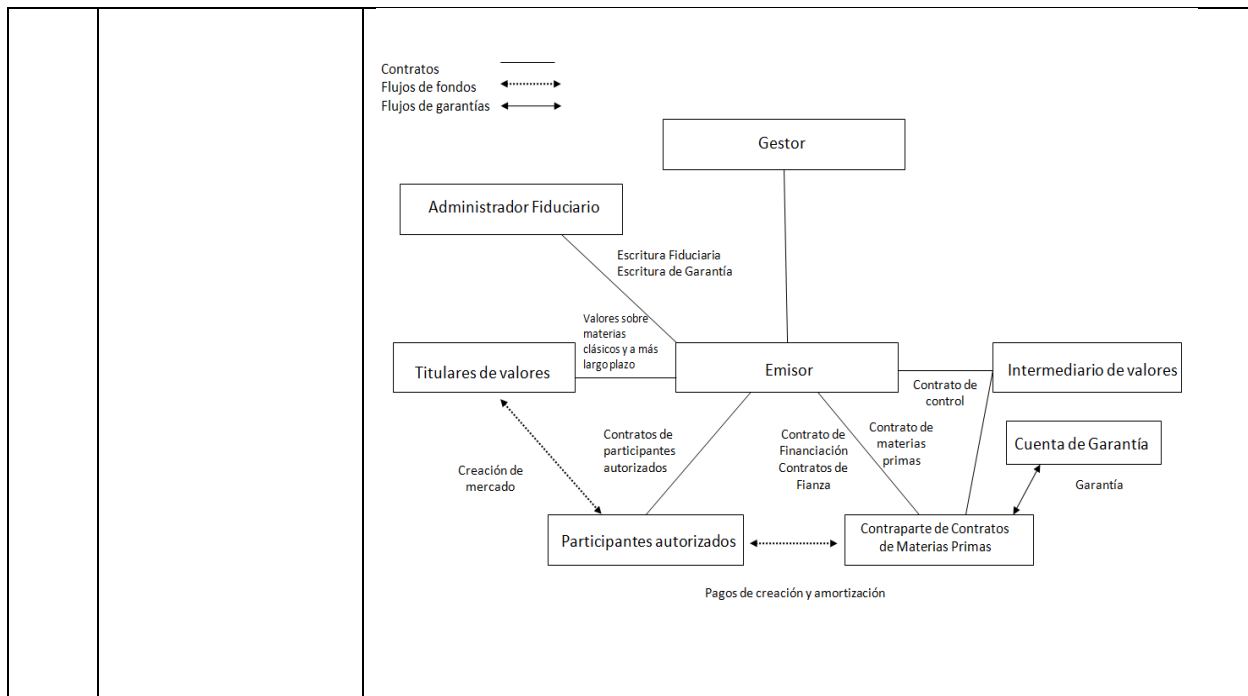 Contratos
Flujos de fondos
Flujos de garantías
Gestor
Administrador Fiduciario
Escritura Fiduciaria
Escritura de Garantía
Valores sobre
materias
clásicos y a más
largo plazo
Titulares de valores
Emisor
Intermediario de valores
Contrato de
control
Contratos de
participantes
autorizados
Contrato de
Financiación
Contratos de
Fianza
Contrato de
materias
primas
Cuenta de Garantía
Creación de
mercado
Garantía
Participantes autorizados
Contraparte de Contratos
de Materias Primas
Pagos de creación y amortización